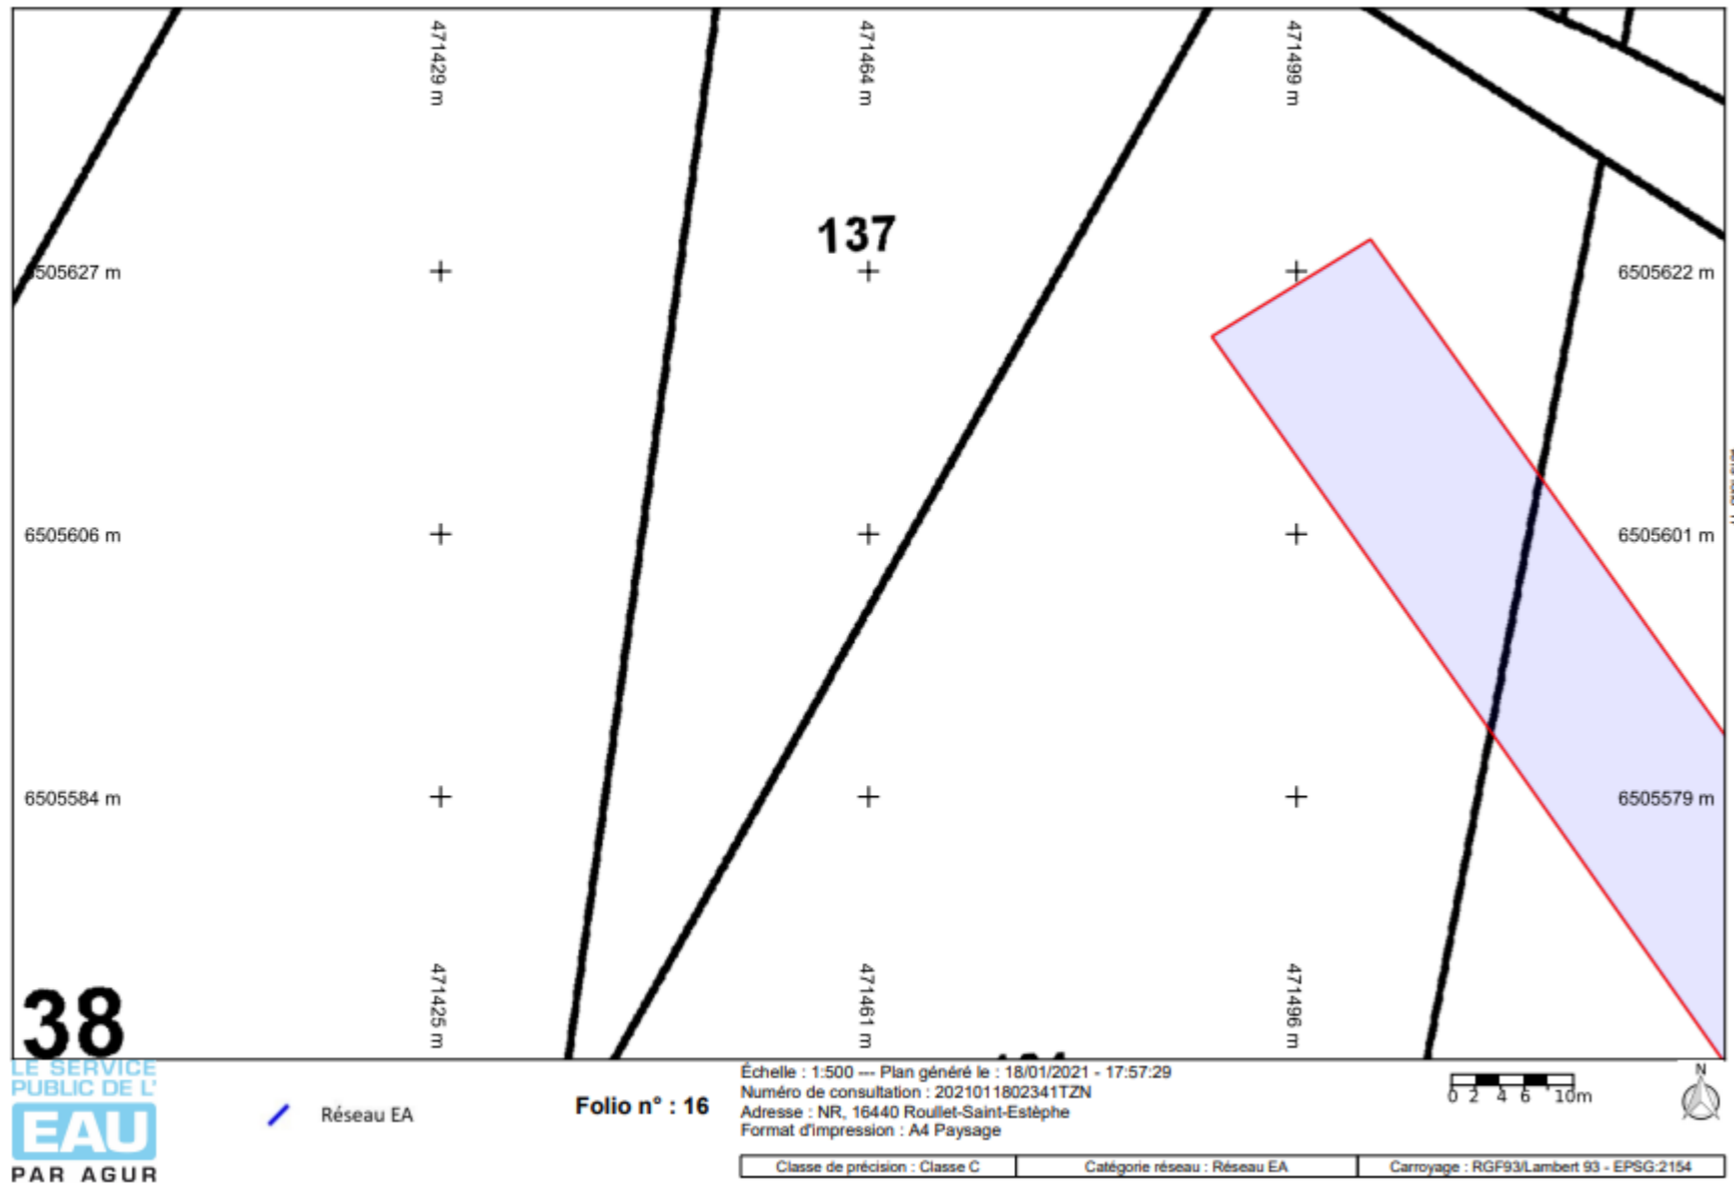 471429 m
471464 m
471499 m
137
6505627 m
6505622 m
6505606 m
6505601 m
6505584 m
6505579 m
471425 m
471461 m
471496 m
38
LE SERVICE
PUBLIC DE L'
EAU
PAR AGUR
Réseau EA
Folio n° : 16
Échelle : 1:500 --- Plan généré le : 18/01/2021 - 17:57:29
Numéro de consultation : 2021011802341TZN
Adresse : NR, 16440 Roullet-Saint-Estèphe
Format d'impression : A4 Paysage
0 2 4 6 10m
N
Classe de précision : Classe C
Catégorie réseau : Réseau EA
Carroyage : RGF93/Lambert 93 - EPSG:2154